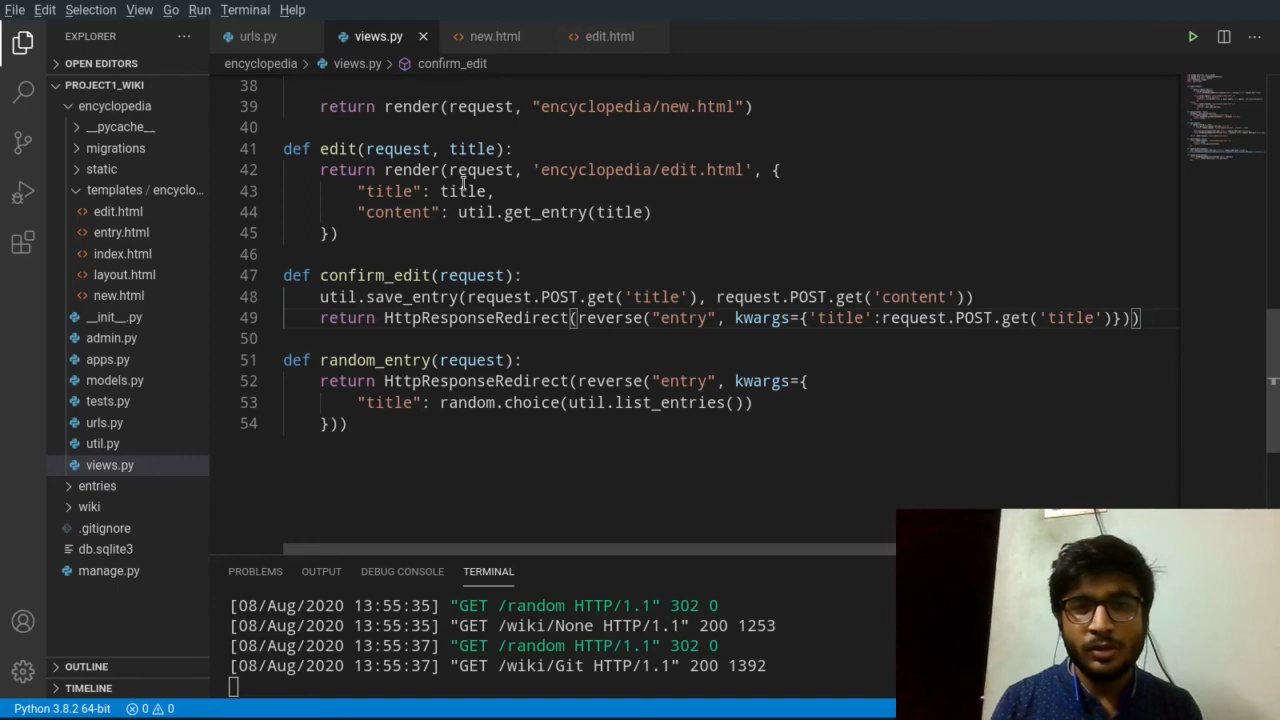 File Edit Selection View Go Run Terminal Help
EXPLORER
urls.py
views.py
new.html
edit.html
OPEN EDITORS
encyclopedia
views.py
confirm_edit
PROJECT1_WIKI
encyclopedia
__pycache__
migrations
static
templates / encyclo...
edit.html
entry.html
index.html
layout.html
new.html
__init__.py
admin.py
apps.py
models.py
tests.py
urls.py
util.py
views.py
entries
wiki
.gitignore
db.sqlite3
manage.py
OUTLINE
TIMELINE
38
39 return render(request, "encyclopedia/new.html")
40
41 def edit(request, title):
42 return render(request, 'encyclopedia/edit.html', {
43 "title": title,
44 "content": util.get_entry(title)
45 })
46
47 def confirm_edit(request):
48 util.save_entry(request.POST.get('title'), request.POST.get('content'))
49 return HttpResponseRedirect(reverse("entry", kwargs={'title':request.POST.get('title')}))
50
51 def random_entry(request):
52 return HttpResponseRedirect(reverse("entry", kwargs={
53 "title": random.choice(util.list_entries())
54 }))
PROBLEMS OUTPUT DEBUG CONSOLE TERMINAL
[08/Aug/2020 13:55:35] "GET /random HTTP/1.1" 302 0
[08/Aug/2020 13:55:35] "GET /wiki/None HTTP/1.1" 200 1253
[08/Aug/2020 13:55:37] "GET /random HTTP/1.1" 302 0
[08/Aug/2020 13:55:37] "GET /wiki/Git HTTP/1.1" 200 1392
Python 3.8.2 64-bit 0 0